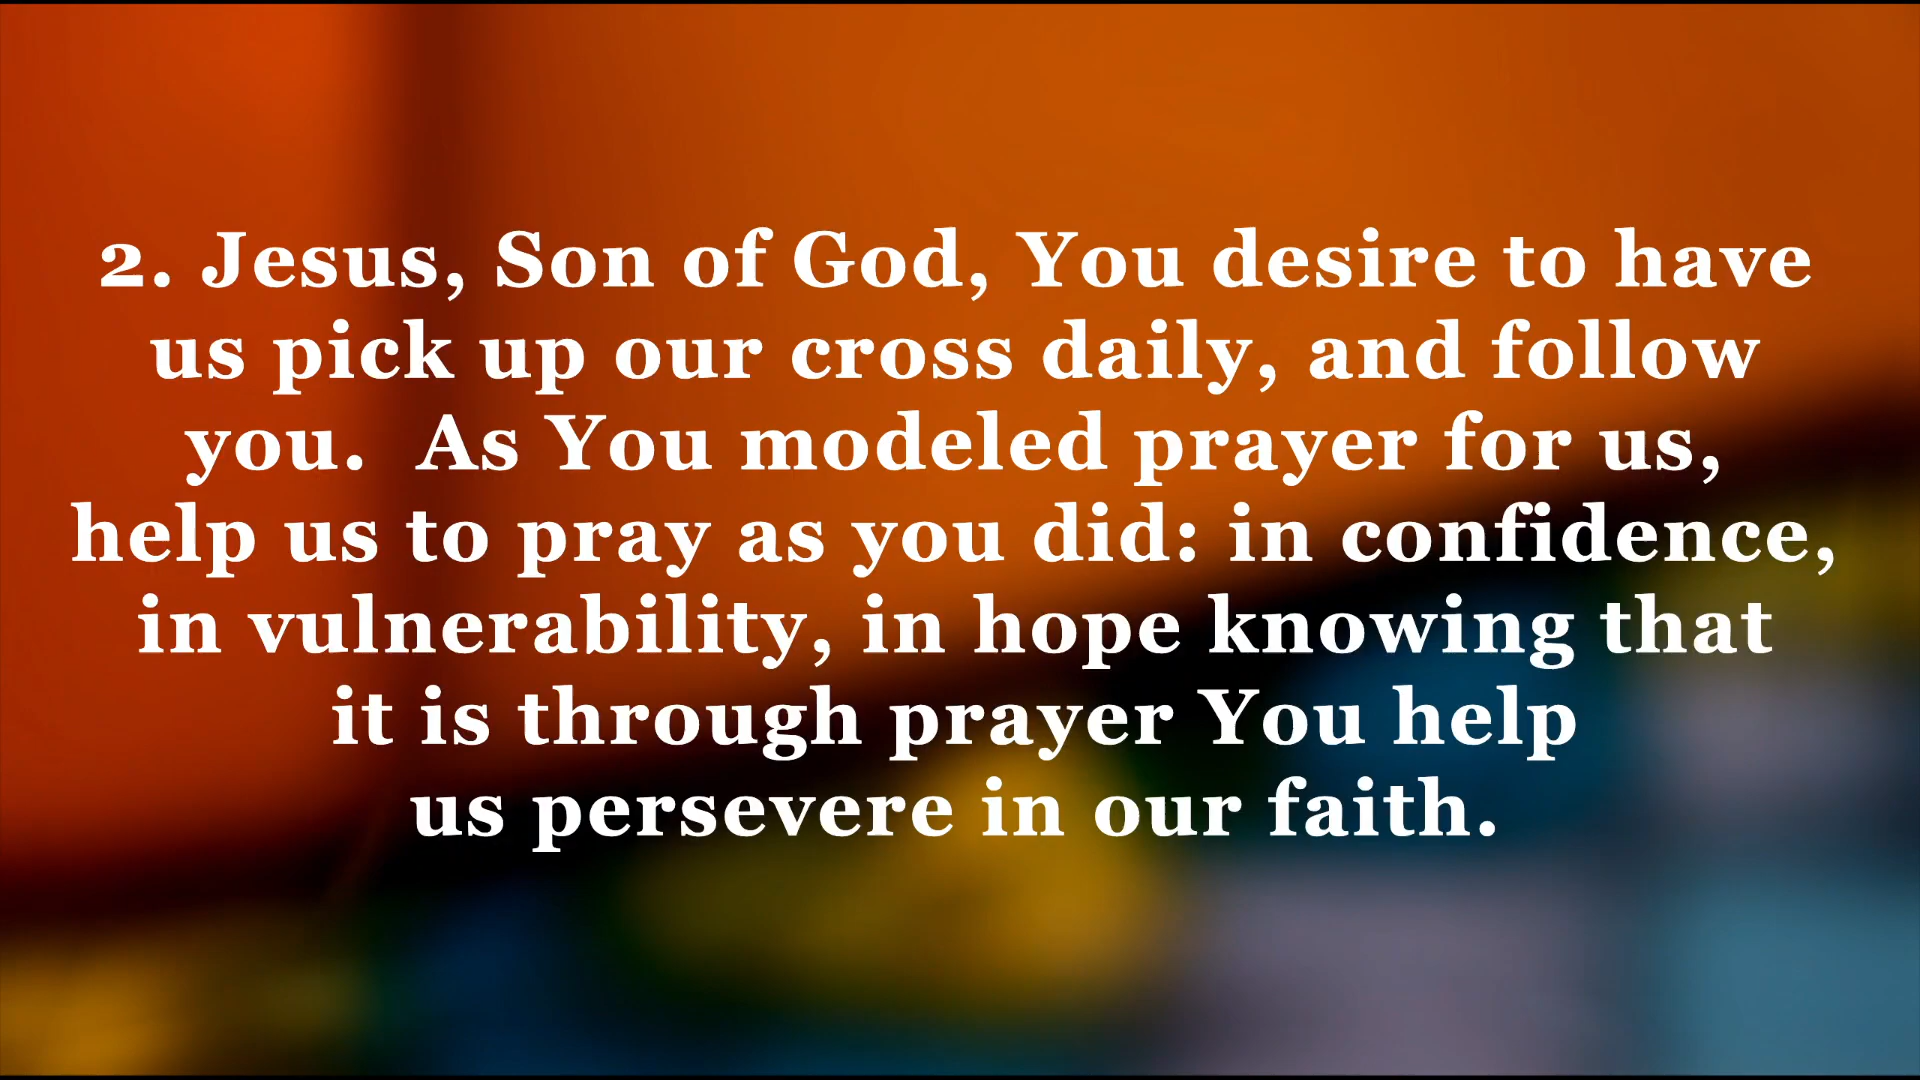 2. Jesus, Son of God, You desire to have
us pick up our cross daily, and follow
you.  As You modeled prayer for us,
help us to pray as you did: in confidence,
in vulnerability, in hope knowing that
it is through prayer You help
us persevere in our faith.